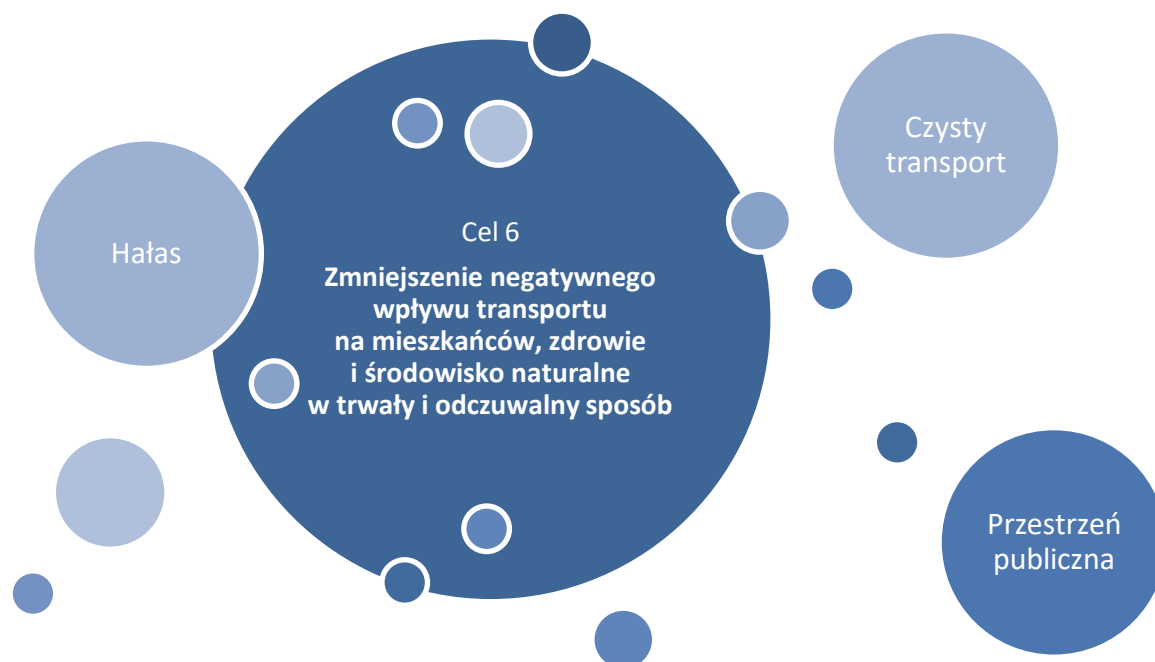 Czysty
transport
Hałas
Cel 6
Zmniejszenie negatywnego
wpływu transportu
na mieszkańców, zdrowie
i środowisko naturalne
w trwały i odczuwalny sposób
Przestrzeń
publiczna